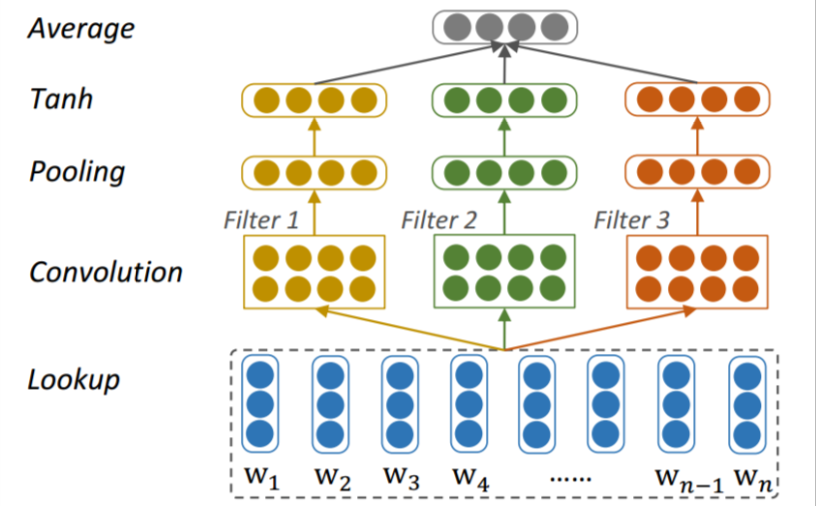 Average
Tanh
Pooling
Filter 1 Filter 2 Filter 3
Convolution
Lookup
w₁ w₂ w₃ w₄ ...... wₙ₋₁ wₙ